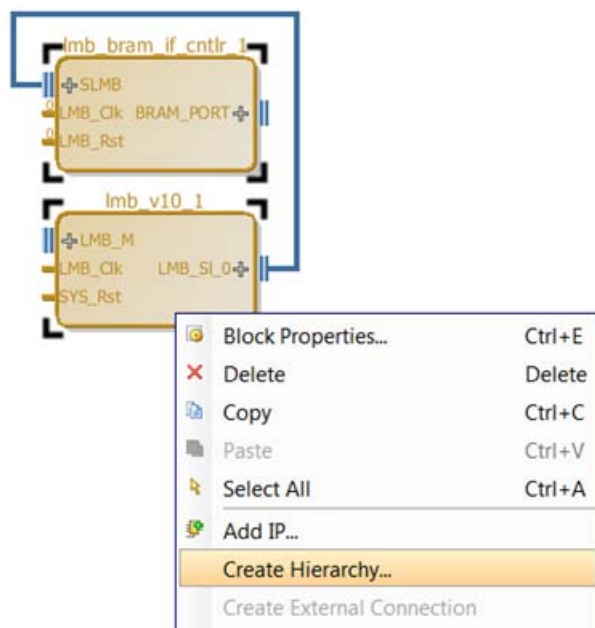 lmb_bram_if_cntlr_1
SLMB
LMB_Clk BRAM_PORT
LMB_Rst
lmb_v10_1
LMB_M
LMB_Clk LMB_Sl_0
SYS_Rst
Block Properties... Ctrl+E
Delete Delete
Copy Ctrl+C
Paste Ctrl+V
Select All Ctrl+A
Add IP...
Create Hierarchy...
Create External Connection